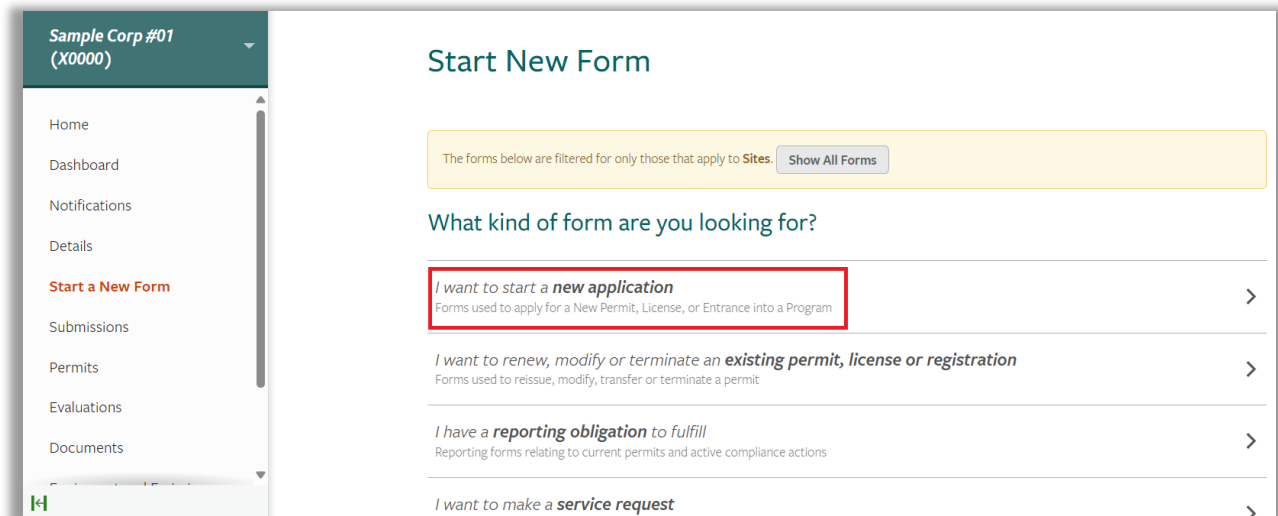 Sample Corp #01
(X0000)
Home
Dashboard
Notifications
Details
Start a New Form
Submissions
Permits
Evaluations
Documents
Start New Form
The forms below are filtered for only those that apply to Sites. Show All Forms
What kind of form are you looking for?
I want to start a new application
Forms used to apply for a New Permit, License, or Entrance into a Program
I want to renew, modify or terminate an existing permit, license or registration
Forms used to reissue, modify, transfer or terminate a permit
I have a reporting obligation to fulfill
Reporting forms relating to current permits and active compliance actions
I want to make a service request